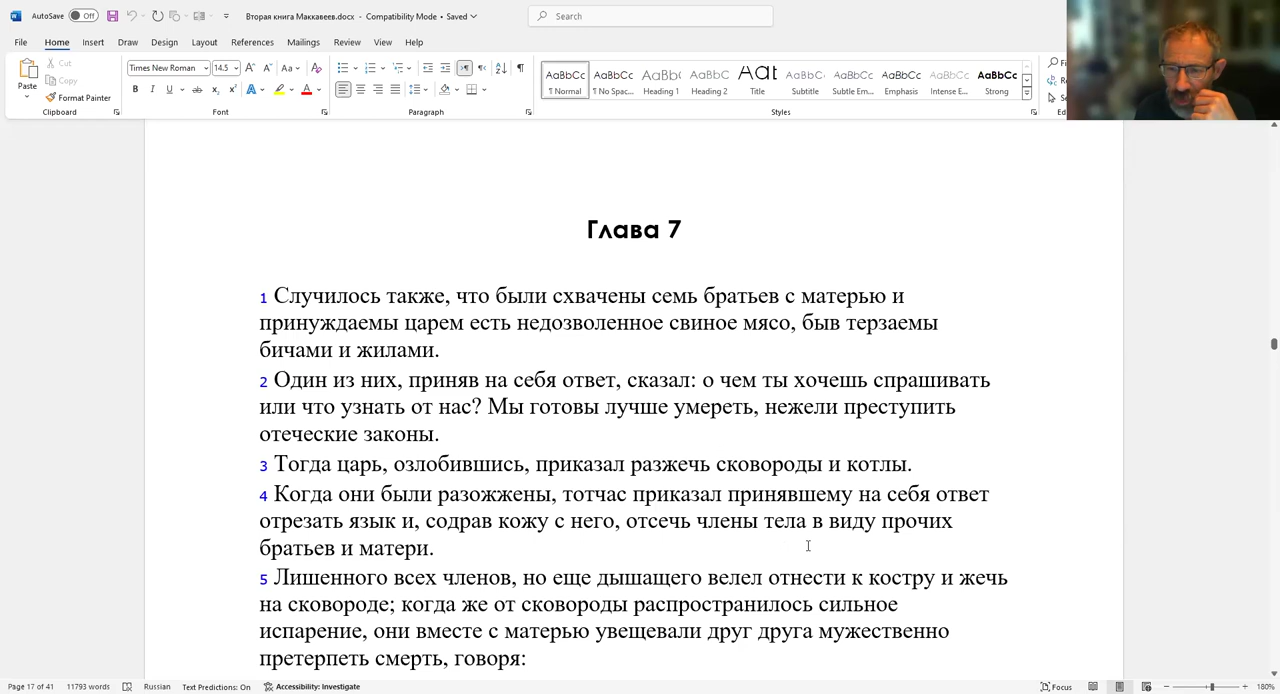 AutoSave Off Вторая книга Маккавеев.docx - Compatibility Mode • Saved Search
File Home Insert Draw Design Layout References Mailings Review View Help
Paste Cut Copy Format Painter Times New Roman 14.5
AaBbCc AaBbCc AaBbC AaBbC AaI AaBbC AaBbCc AaBbCc AaBbCc AaBbCc
¶ Normal ¶ No Spac... Heading 1 Heading 2 Title Subtitle Subtle Em... Emphasis Intense E... Strong
Clipboard Font Paragraph Styles
Глава 7
1 Случилось также, что были схвачены семь братьев с матерью и
принуждаемы царем есть недозволенное свиное мясо, быв терзаемы
бичами и жилами.
2 Один из них, приняв на себя ответ, сказал: о чем ты хочешь спрашивать
или что узнать от нас? Мы готовы лучше умереть, нежели преступить
отеческие законы.
3 Тогда царь, озлобившись, приказал разжечь сковороды и котлы.
4 Когда они были разожжены, тотчас приказал принявшему на себя ответ
отрезать язык и, содрав кожу с него, отсечь члены тела в виду прочих
братьев и матери.
5 Лишенного всех членов, но еще дышащего велел отнести к костру и жечь
на сковороде; когда же от сковороды распространилось сильное
испарение, они вместе с матерью увещевали друг друга мужественно
претерпеть смерть, говоря:
Page 17 of 41 11793 words Russian Text Predictions: On Accessibility: Investigate Focus 180%